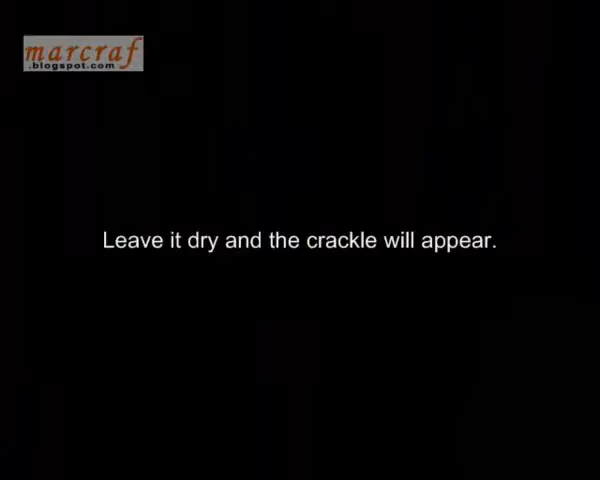 marcraf
.blogspot.com
Leave it dry and the crackle will appear.